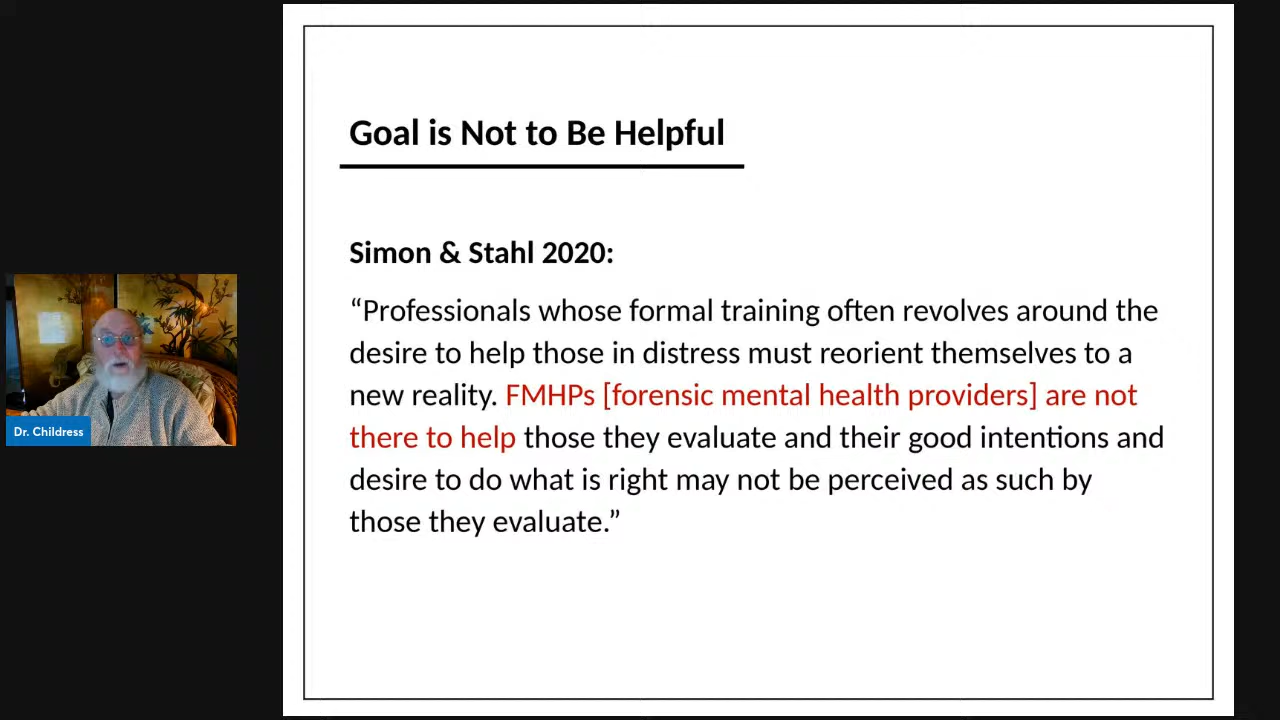 Goal is Not to Be Helpful
Simon & Stahl 2020:
“Professionals whose formal training often revolves around the
desire to help those in distress must reorient themselves to a
new reality. FMHPs [forensic mental health providers] are not
there to help those they evaluate and their good intentions and
desire to do what is right may not be perceived as such by
those they evaluate.”
Dr. Childress